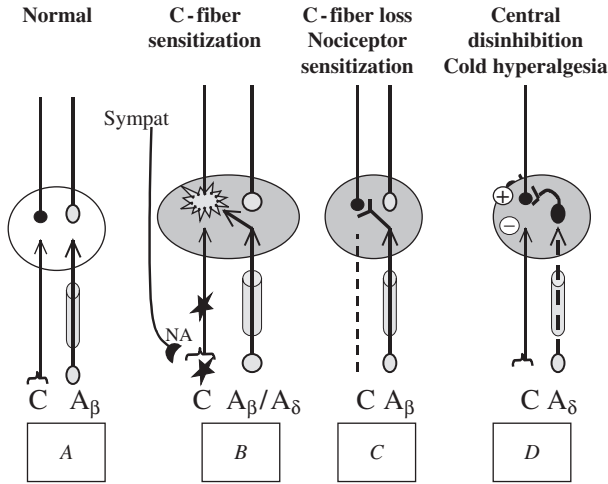 Normal
C-fiber
sensitization
C-fiber loss
Nociceptor
sensitization
Central
disinhibition
Cold hyperalgesia
Sympat
NA
+
−
C Aβ
C Aβ/Aδ
C Aβ
C Aδ
A
B
C
D